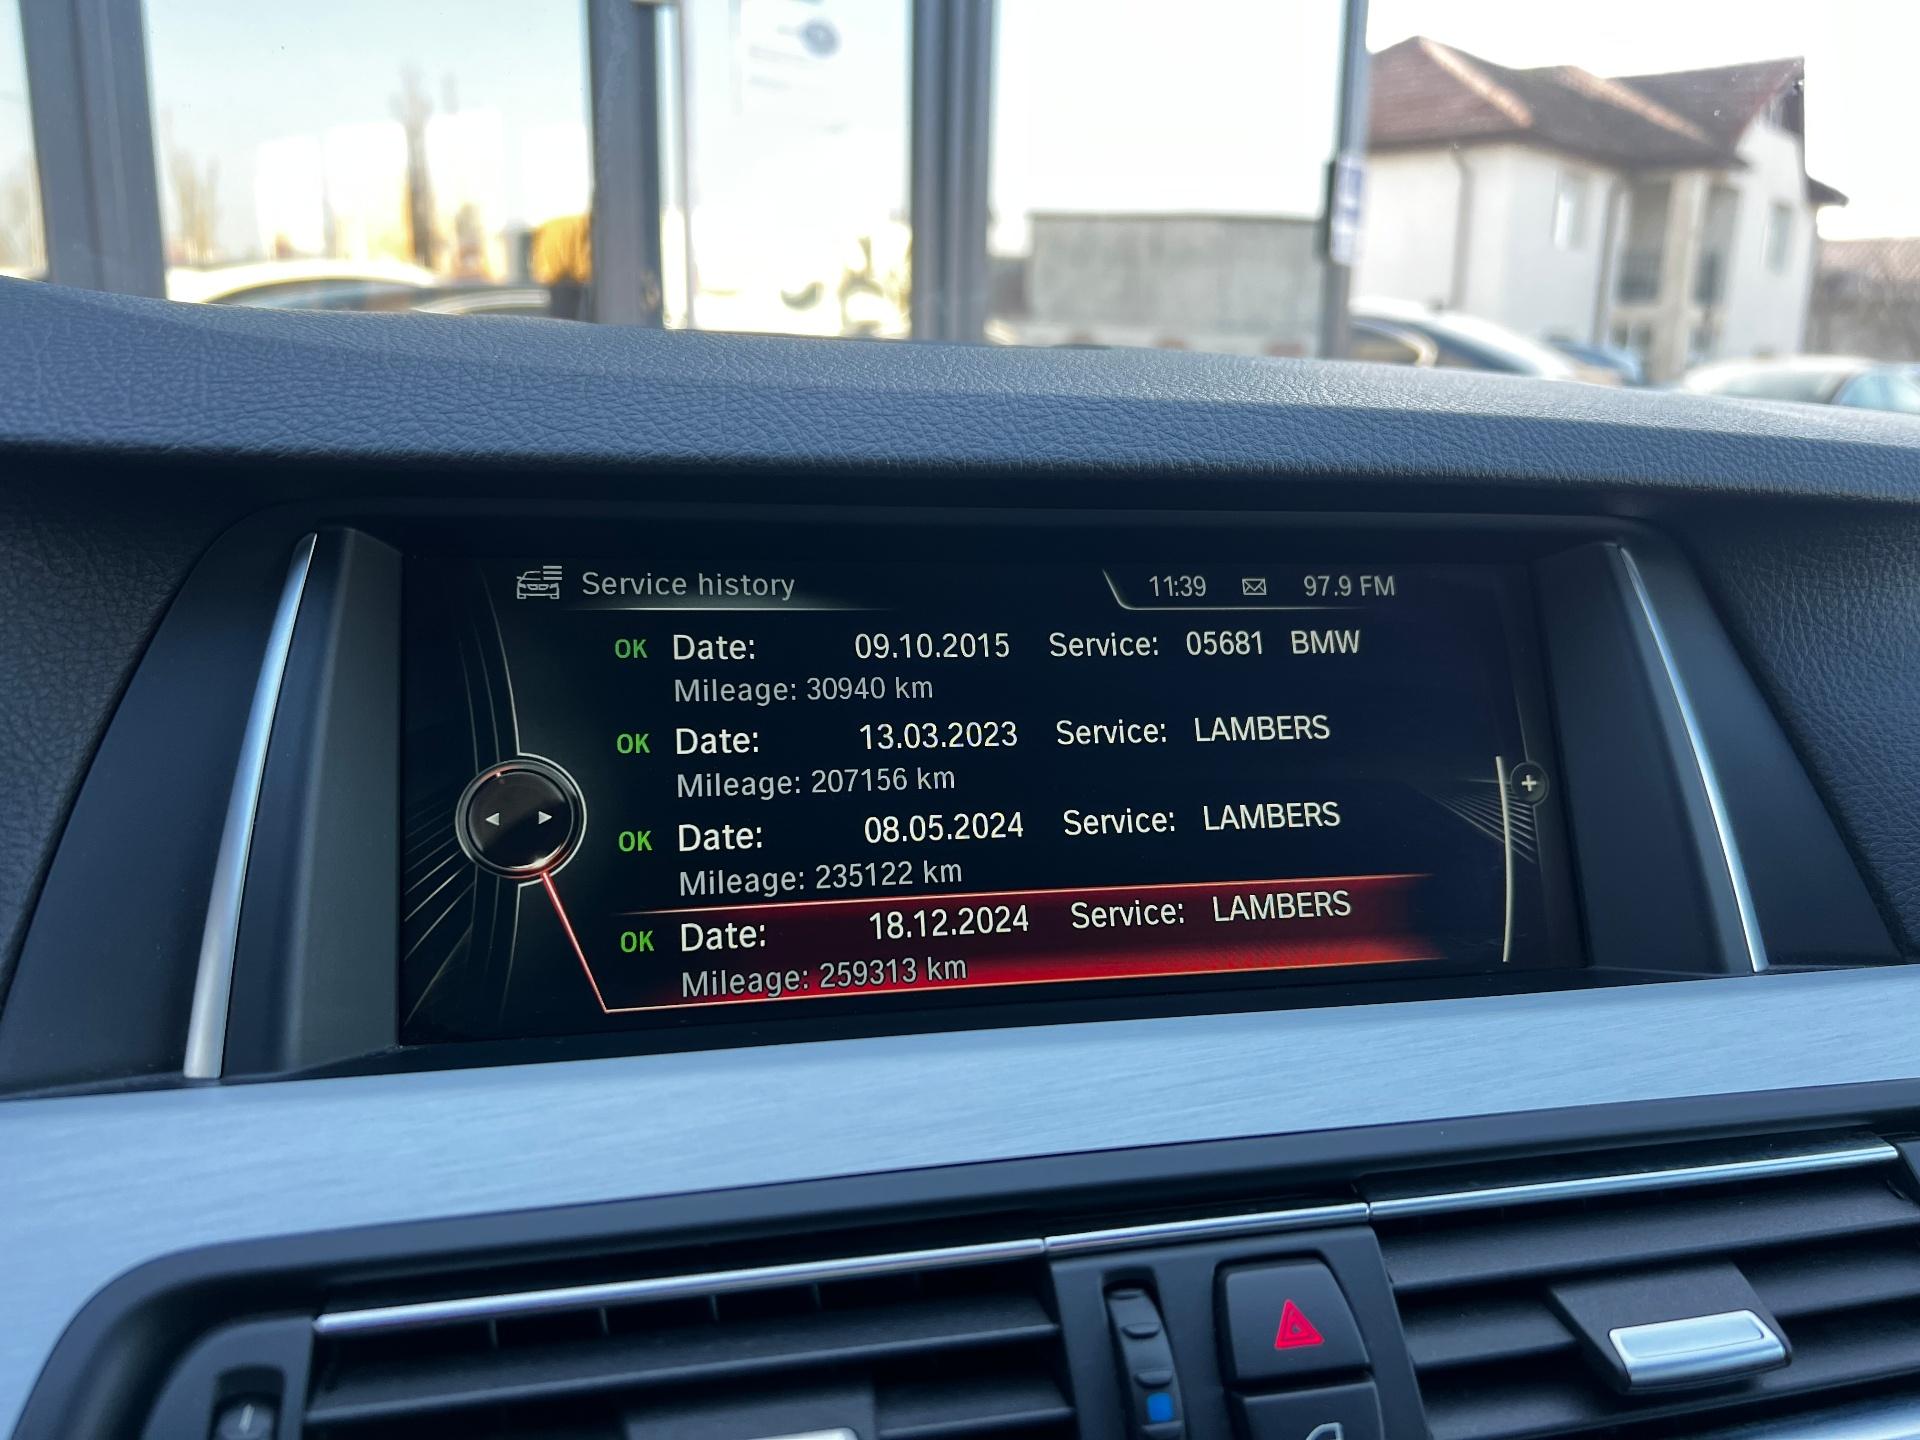 Service history 11:39 97.9 FM
OK Date: 09.10.2015 Service: 05681 BMW
Mileage: 30940 km
OK Date: 13.03.2023 Service: LAMBERS
Mileage: 207156 km
OK Date: 08.05.2024 Service: LAMBERS
Mileage: 235122 km
OK Date: 18.12.2024 Service: LAMBERS
Mileage: 259313 km